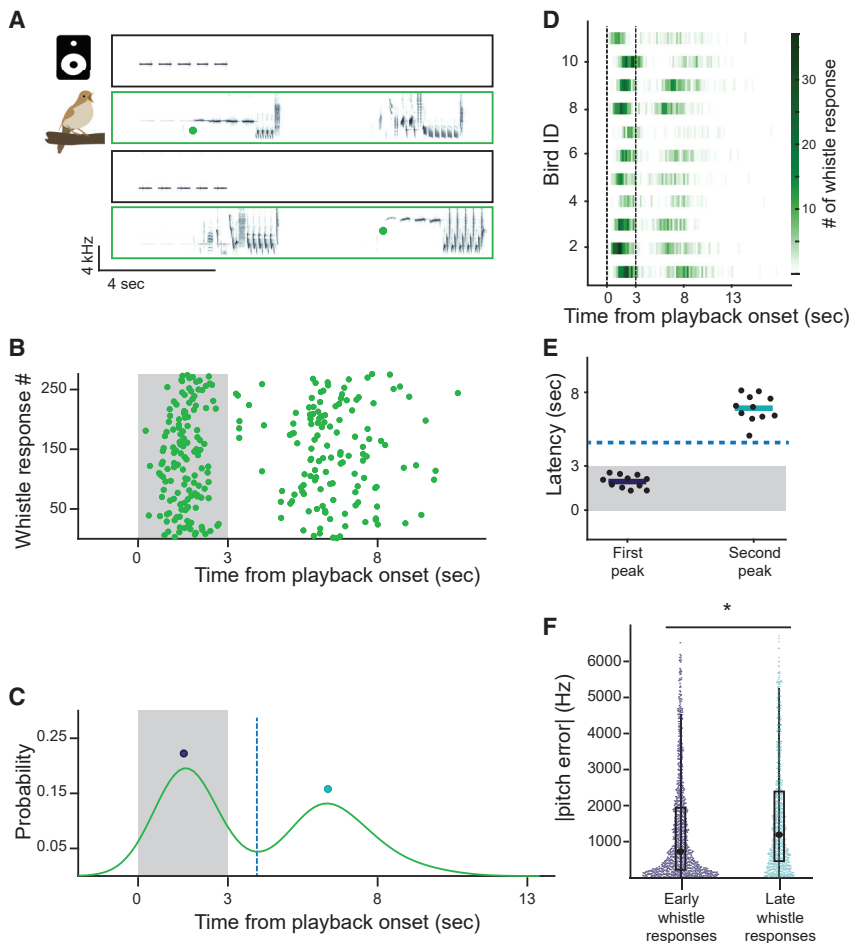 A
4 kHz
4 sec
B
Whistle response #
250
150
50
0
3
8
Time from playback onset (sec)
C
Probability
0.25
0.15
0.05
0
3
8
13
Time from playback onset (sec)
D
Bird ID
10
8
6
4
2
0
3
8
13
Time from playback onset (sec)
30
20
10
0
# of whistle response
E
Latency (sec)
8
3
0
First
peak
Second
peak
F
*
|pitch error| (Hz)
6000
5000
4000
3000
2000
1000
Early
whistle
responses
Late
whistle
responses